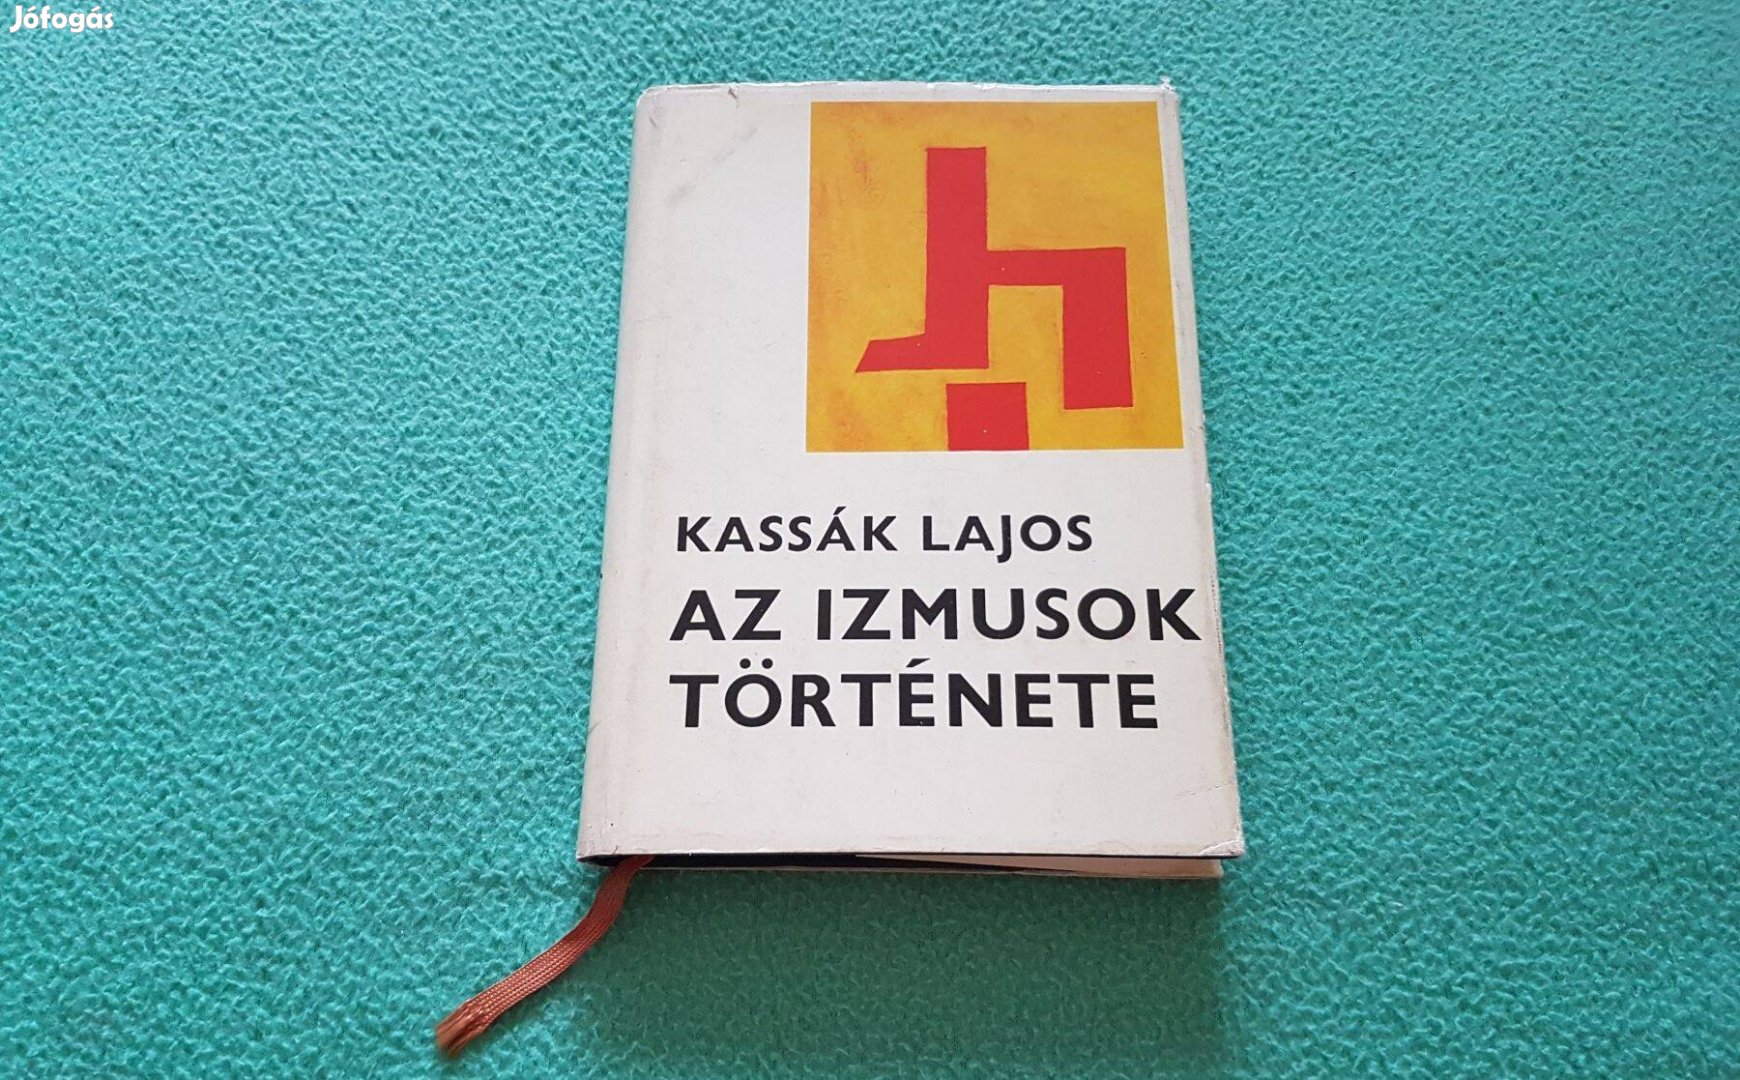 Jófogás
KASSÁK LAJOS
AZ IZMUSOK
TÖRTÉNETE